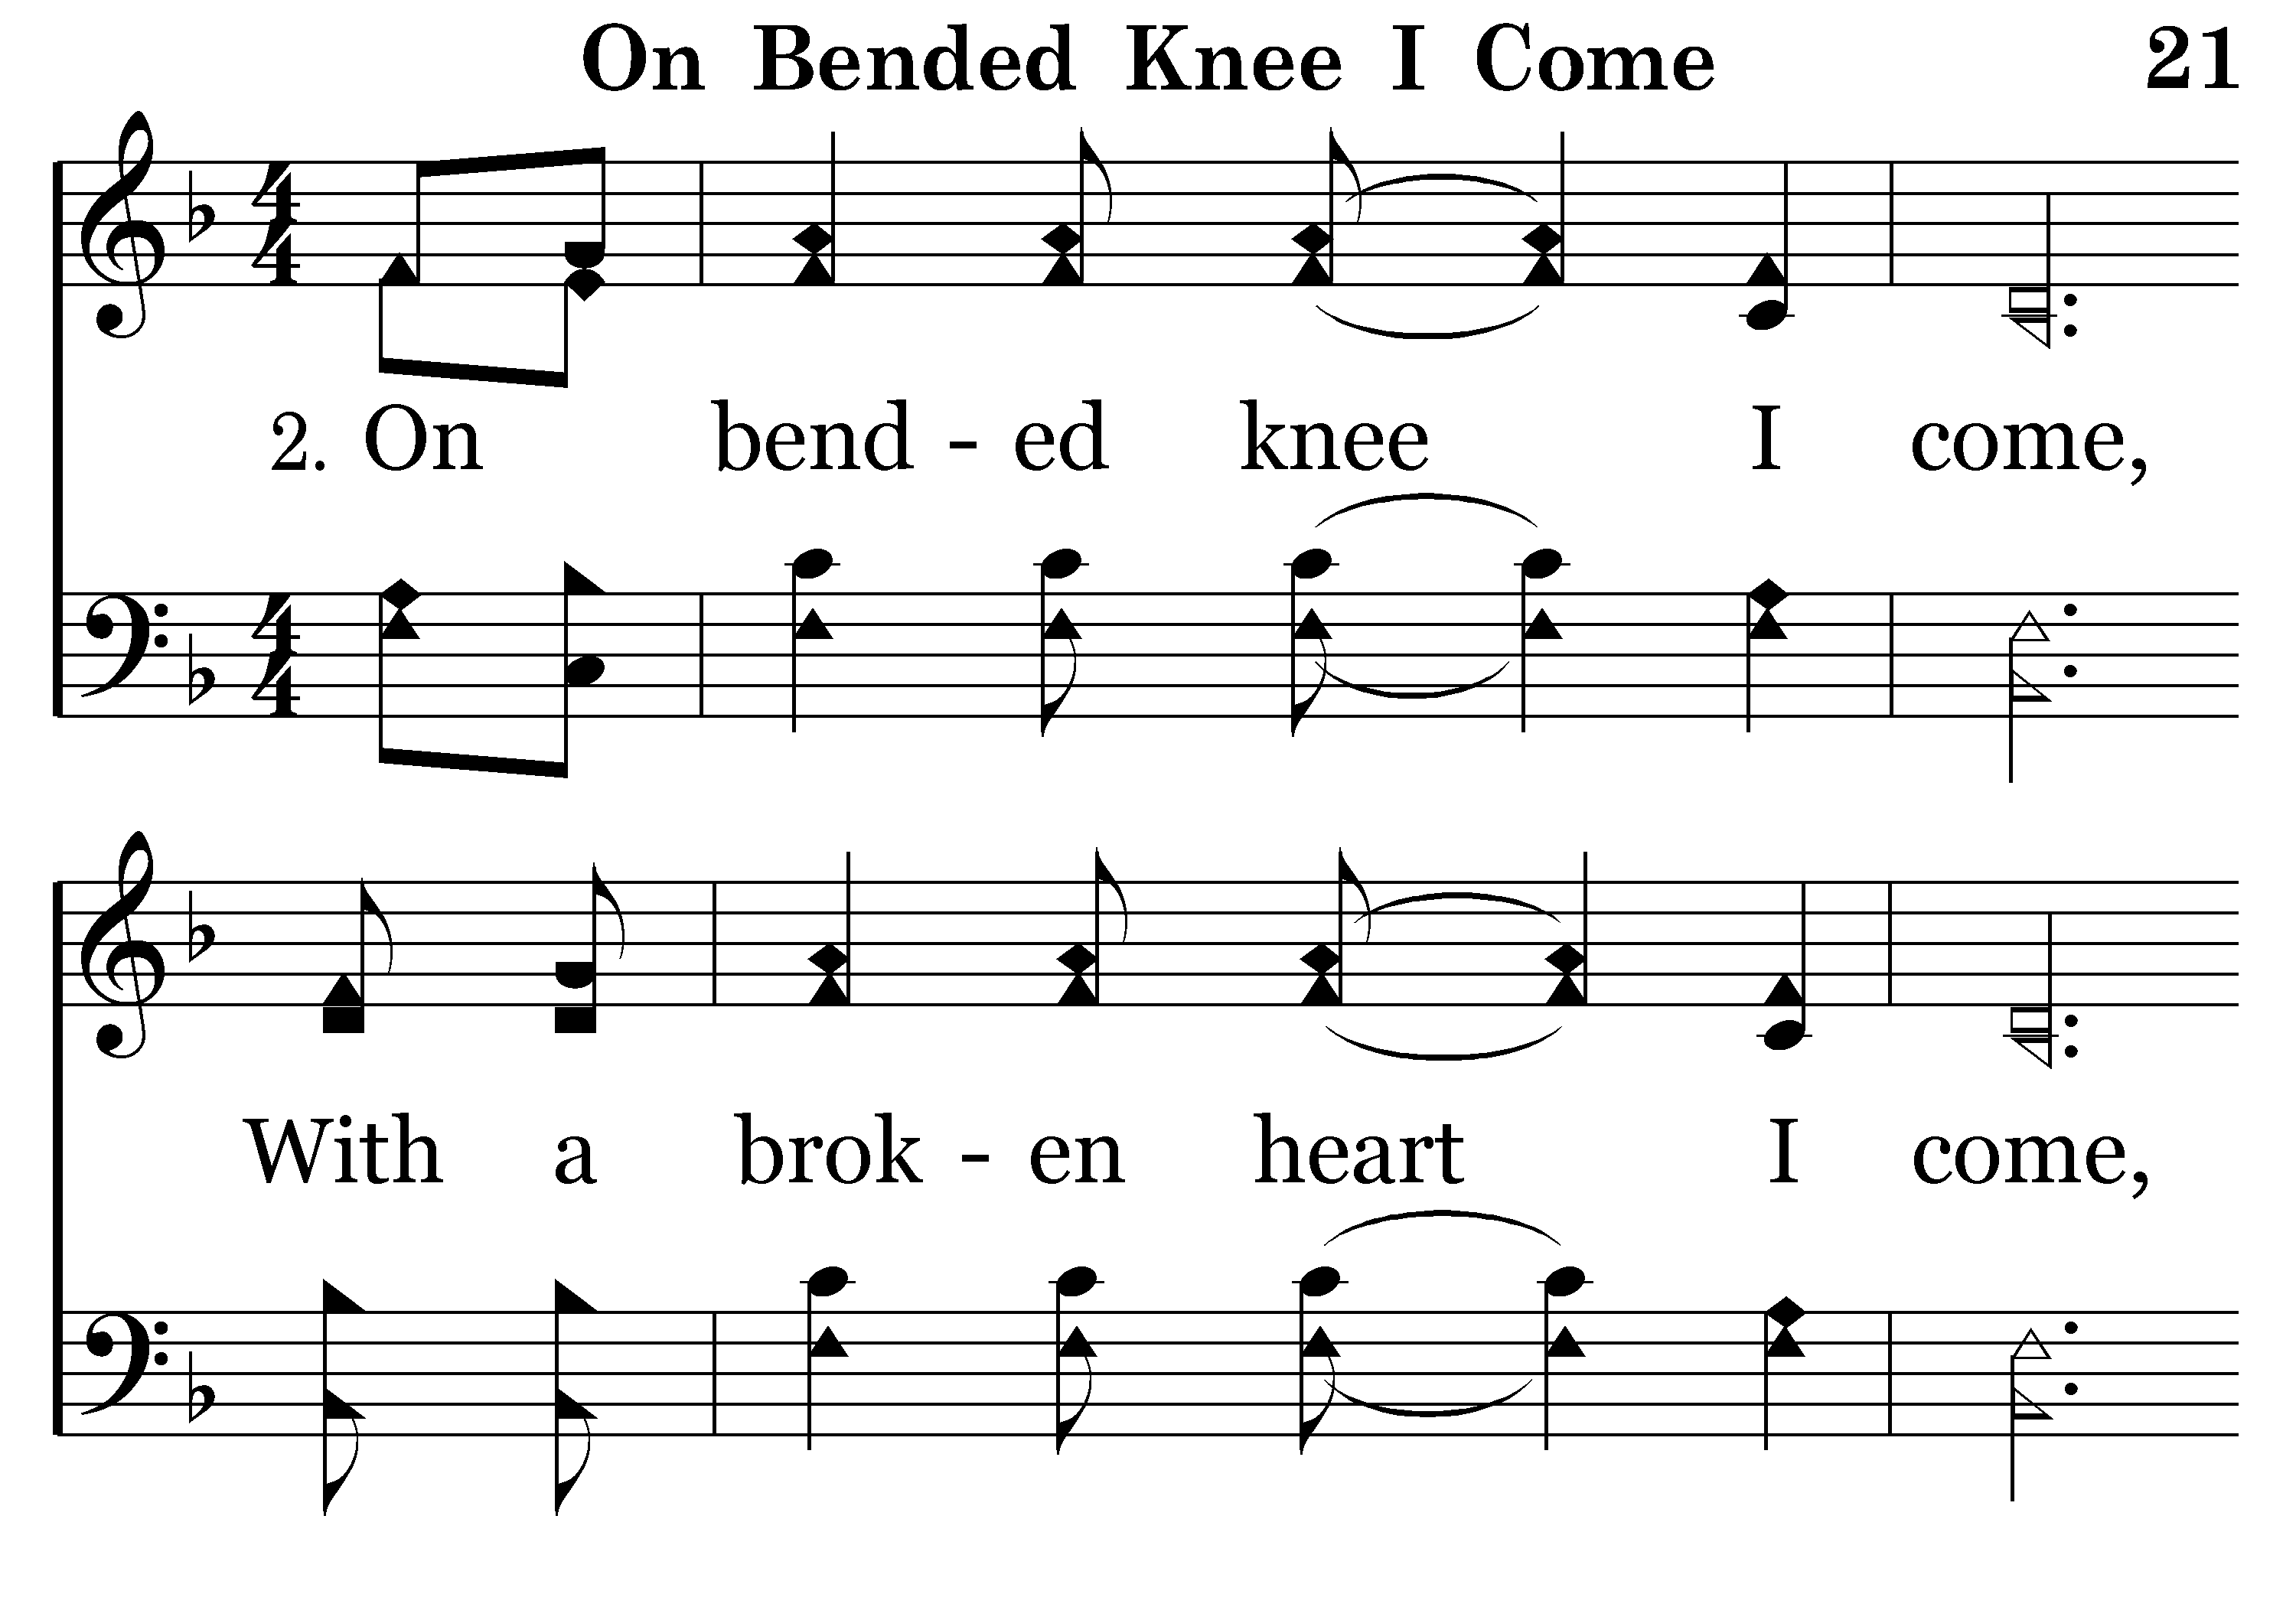 On Bended Knee I Come 21
2. On bend - ed knee I come,
With a brok - en heart I come,